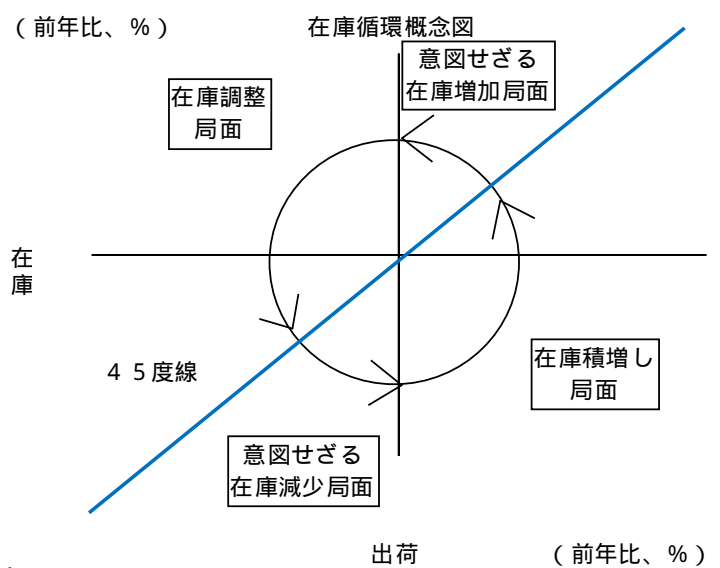 （前年比、％）
在庫循環概念図
意図せざる
在庫増加局面
在庫調整
局面
在
庫
４５度線
在庫積増し
局面
意図せざる
在庫減少局面
出荷
（前年比、％）